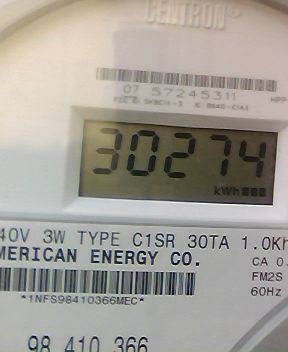 CENTRON®
07 57245311
30274
kWh
40V 3W TYPE C1SR 30TA 1.0Kh
MERICAN ENERGY CO.
CA 0.
FM2S
60Hz
*1NFS98410366MEC*
98 410 366